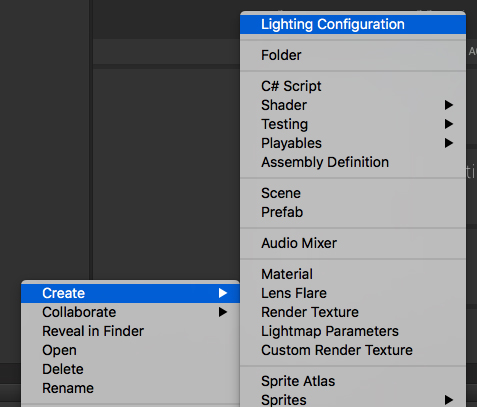 Lighting Configuration
Folder
C# Script
Shader
Testing
Playables
Assembly Definition
Scene
Prefab
Audio Mixer
Material
Lens Flare
Render Texture
Lightmap Parameters
Custom Render Texture
Sprite Atlas
Sprites
Create
Collaborate
Reveal in Finder
Open
Delete
Rename